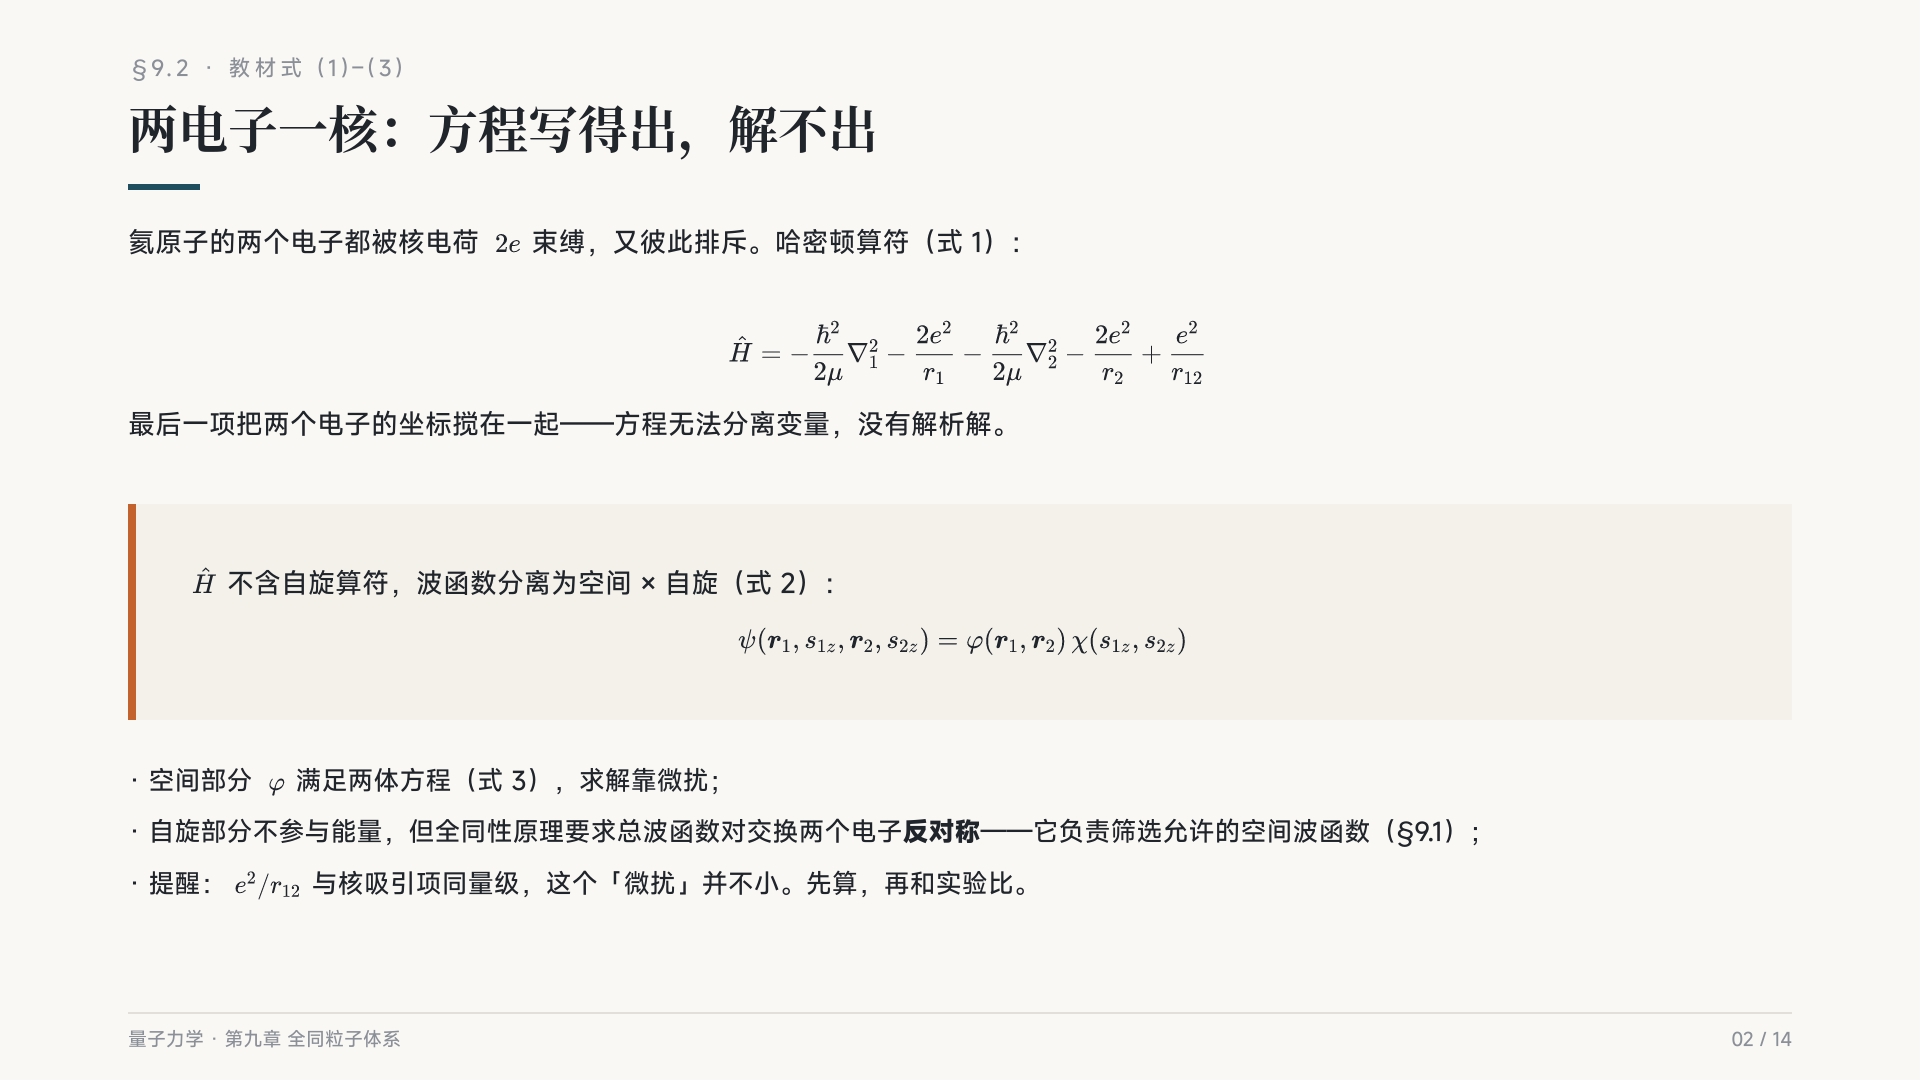 §9.2 · 教材式 (1)–(3)
两电子一核：方程写得出，解不出
氦原子的两个电子都被核电荷 2e 束缚，又彼此排斥。哈密顿算符（式 1）：
Ĥ = −ħ²/2μ ∇₁² − 2e²/r₁ − ħ²/2μ ∇₂² − 2e²/r₂ + e²/r₁₂
最后一项把两个电子的坐标搅在一起——方程无法分离变量，没有解析解。
Ĥ 不含自旋算符，波函数分离为空间 × 自旋（式 2）：
ψ(r₁, s₁z, r₂, s₂z) = φ(r₁, r₂) χ(s₁z, s₂z)
· 空间部分 φ 满足两体方程（式 3），求解靠微扰；
· 自旋部分不参与能量，但全同性原理要求总波函数对交换两个电子反对称——它负责筛选允许的空间波函数（§9.1）；
· 提醒： e²/r₁₂ 与核吸引项同量级，这个「微扰」并不小。先算，再和实验比。
量子力学 · 第九章 全同粒子体系
02 / 14